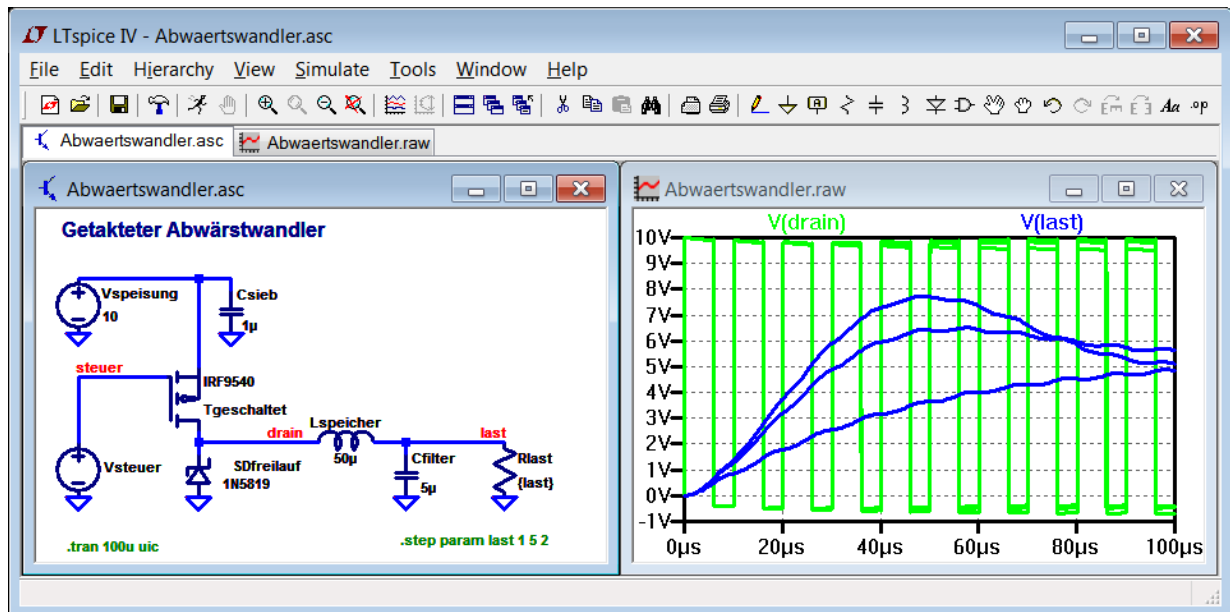 LTspice IV - Abwaertswandler.asc
File Edit Hierarchy View Simulate Tools Window Help
Aa .op
Abwaertswandler.asc Abwaertswandler.raw
Abwaertswandler.asc
Getakteter Abwärstwandler
Vspeisung
10
Csieb
1µ
steuer
IRF9540
Tgeschaltet
Lspeicher
drain
50µ
last
Vsteuer
SDfreilauf
1N5819
Cfilter
5µ
Rlast
{last}
.tran 100u uic
.step param last 1 5 2
Abwaertswandler.raw
V(drain) V(last)
10V
9V
8V
7V
6V
5V
4V
3V
2V
1V
0V
-1V
0µs 20µs 40µs 60µs 80µs 100µs